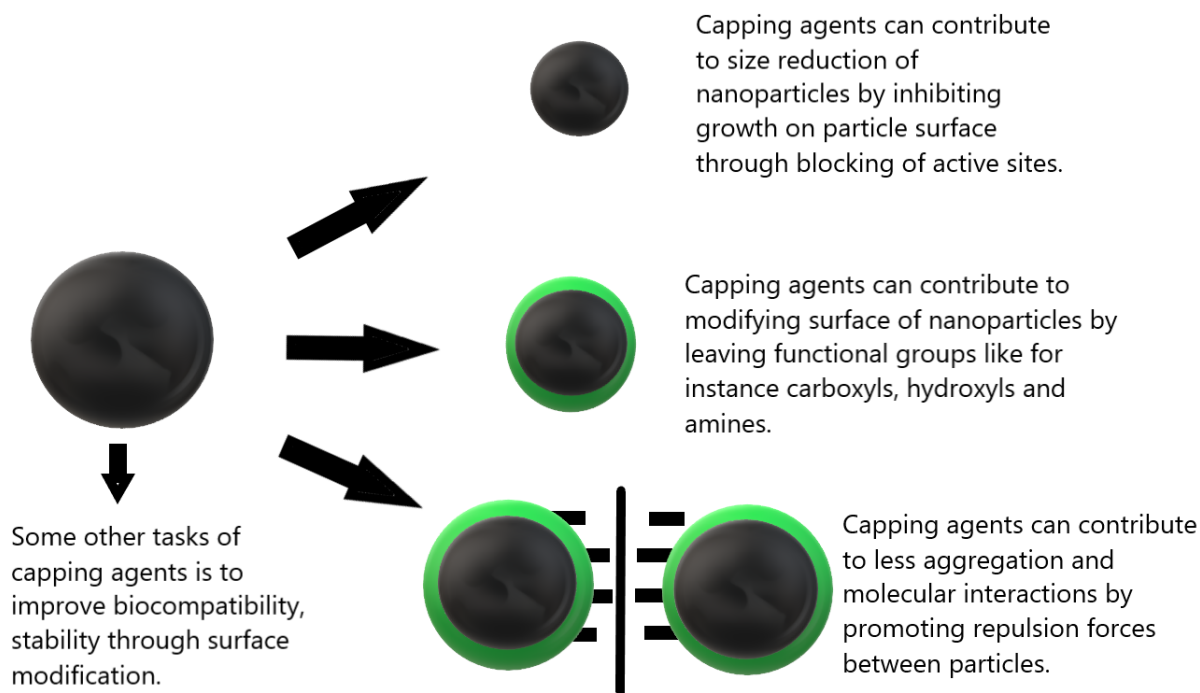 Capping agents can contribute
to size reduction of
nanoparticles by inhibiting
growth on particle surface
through blocking of active sites.
Capping agents can contribute to
modifying surface of nanoparticles by
leaving functional groups like for
instance carboxyls, hydroxyls and
amines.
Some other tasks of
capping agents is to
improve biocompatibility,
stability through surface
modification.
Capping agents can contribute
to less aggregation and
molecular interactions by
promoting repulsion forces
between particles.